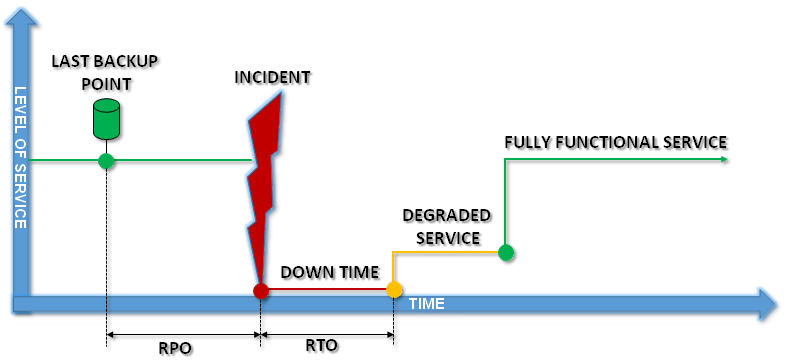 LAST BACKUP
POINT
INCIDENT
LEVEL OF SERVICE
FULLY FUNCTIONAL SERVICE
DEGRADED
SERVICE
DOWN TIME
TIME
RPO
RTO